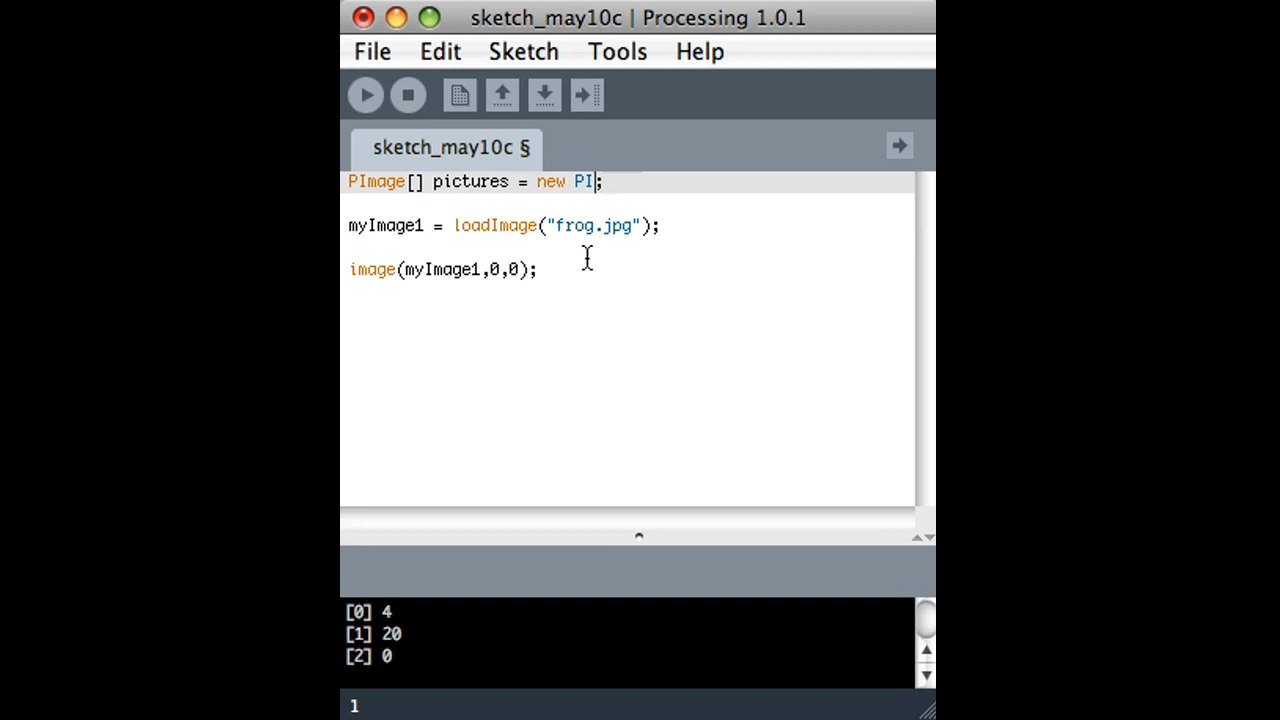 sketch_may10c | Processing 1.0.1
File Edit Sketch Tools Help
sketch_may10c §
PImage[] pictures = new PI;
myImage1 = loadImage("frog.jpg");
image(myImage1,0,0);
[0] 4
[1] 20
[2] 0
1